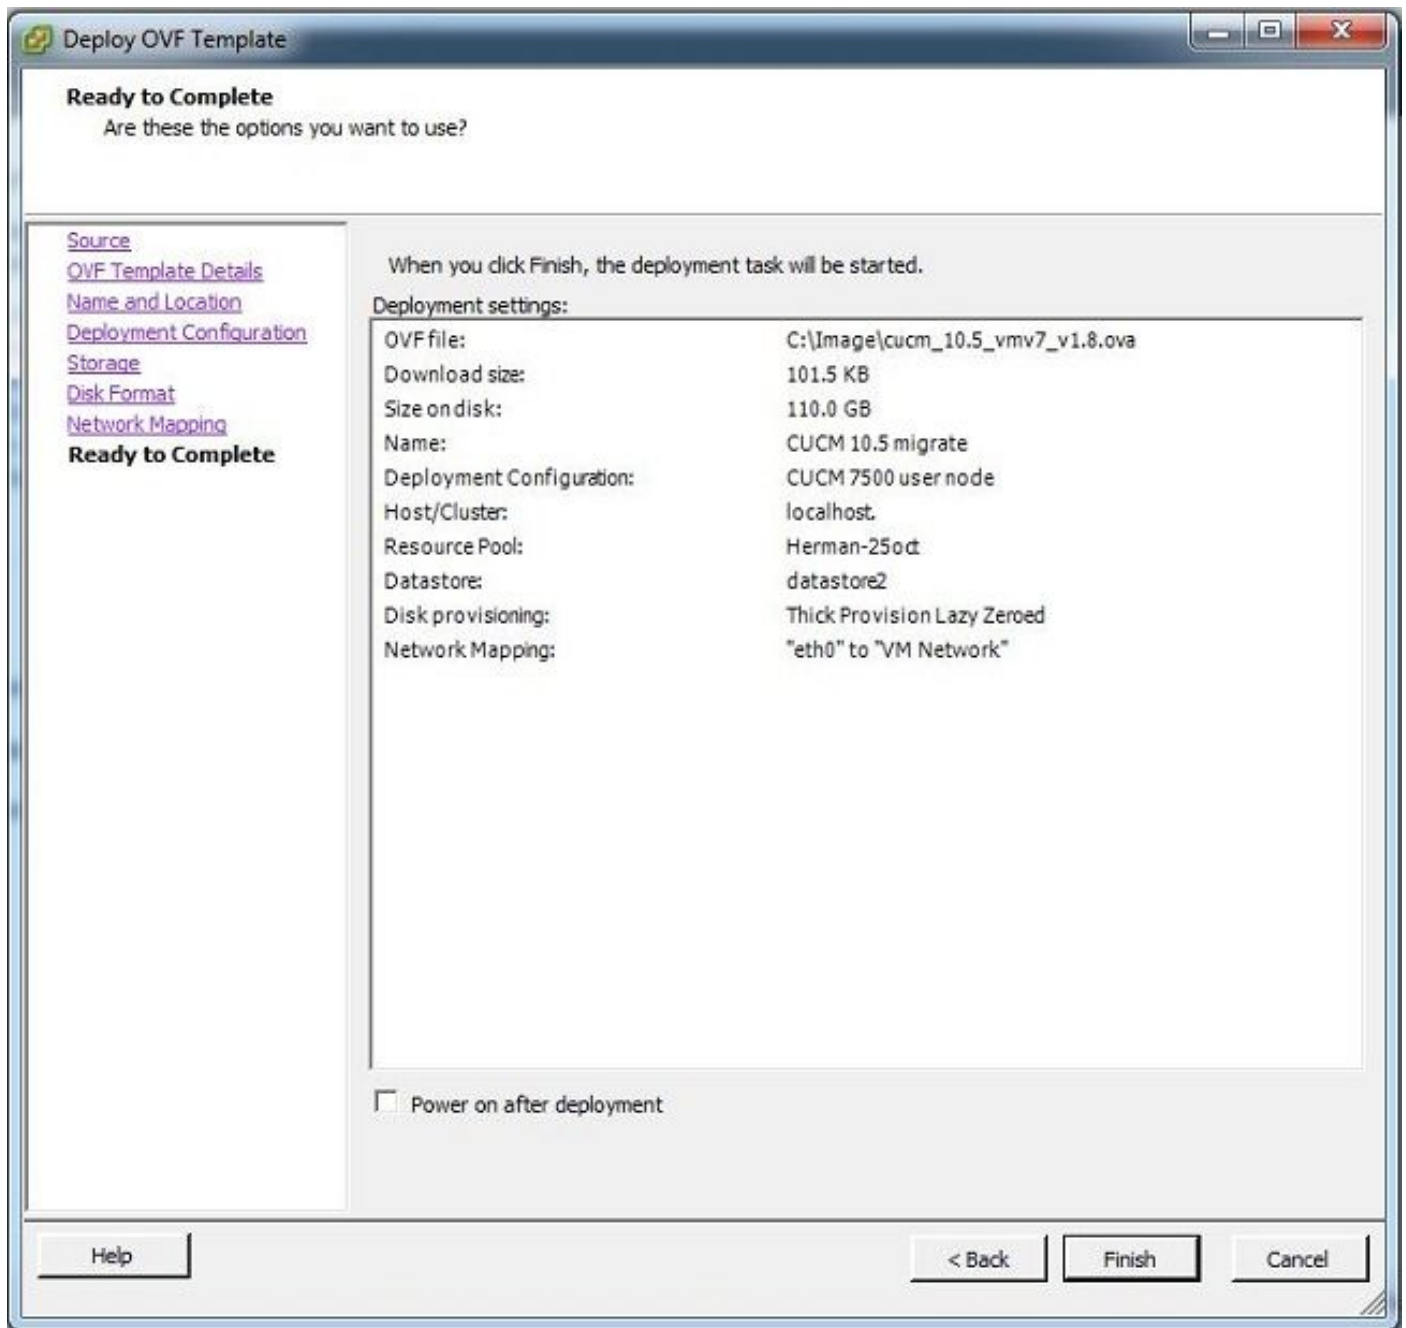 Deploy OVF Template
Ready to Complete
Are these the options you want to use?
Source
OVF Template Details
Name and Location
Deployment Configuration
Storage
Disk Format
Network Mapping
Ready to Complete
When you click Finish, the deployment task will be started.
Deployment settings:
OVF file: C:\Image\cucm_10.5_vmv7_v1.8.ova
Download size: 101.5 KB
Size on disk: 110.0 GB
Name: CUCM 10.5 migrate
Deployment Configuration: CUCM 7500 user node
Host/Cluster: localhost.
Resource Pool: Herman-25oct
Datastore: datastore2
Disk provisioning: Thick Provision Lazy Zeroed
Network Mapping: "eth0" to "VM Network"
Power on after deployment
Help < Back Finish Cancel